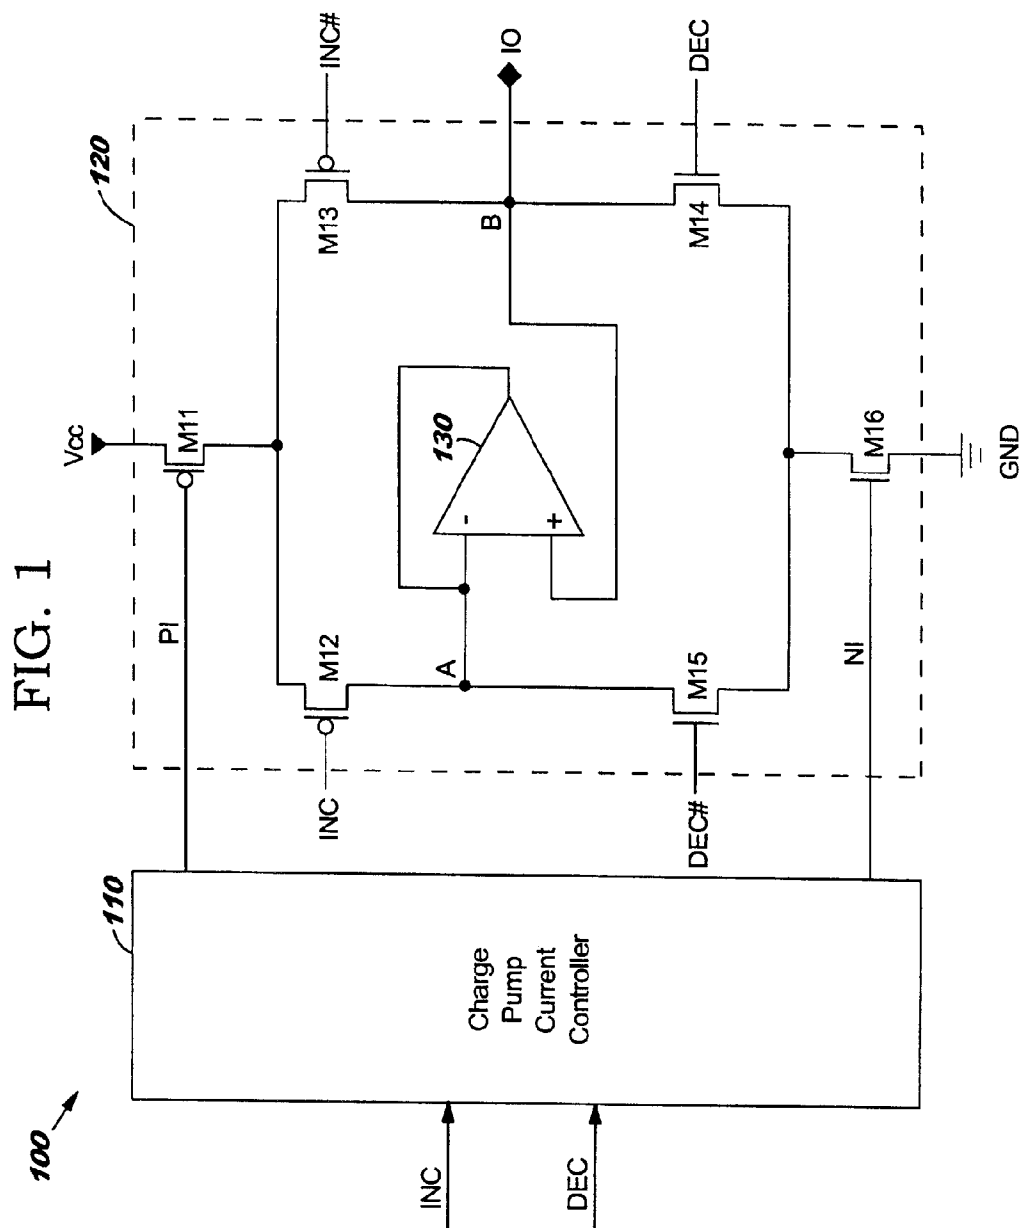 FIG. 1
100
110
120
INC
DEC
Charge
Pump
Current
Controller
PI
NI
Vcc
M11
INC
M12
M13
INC#
A
-
+
130
B
IO
DEC#
M15
M14
DEC
M16
GND